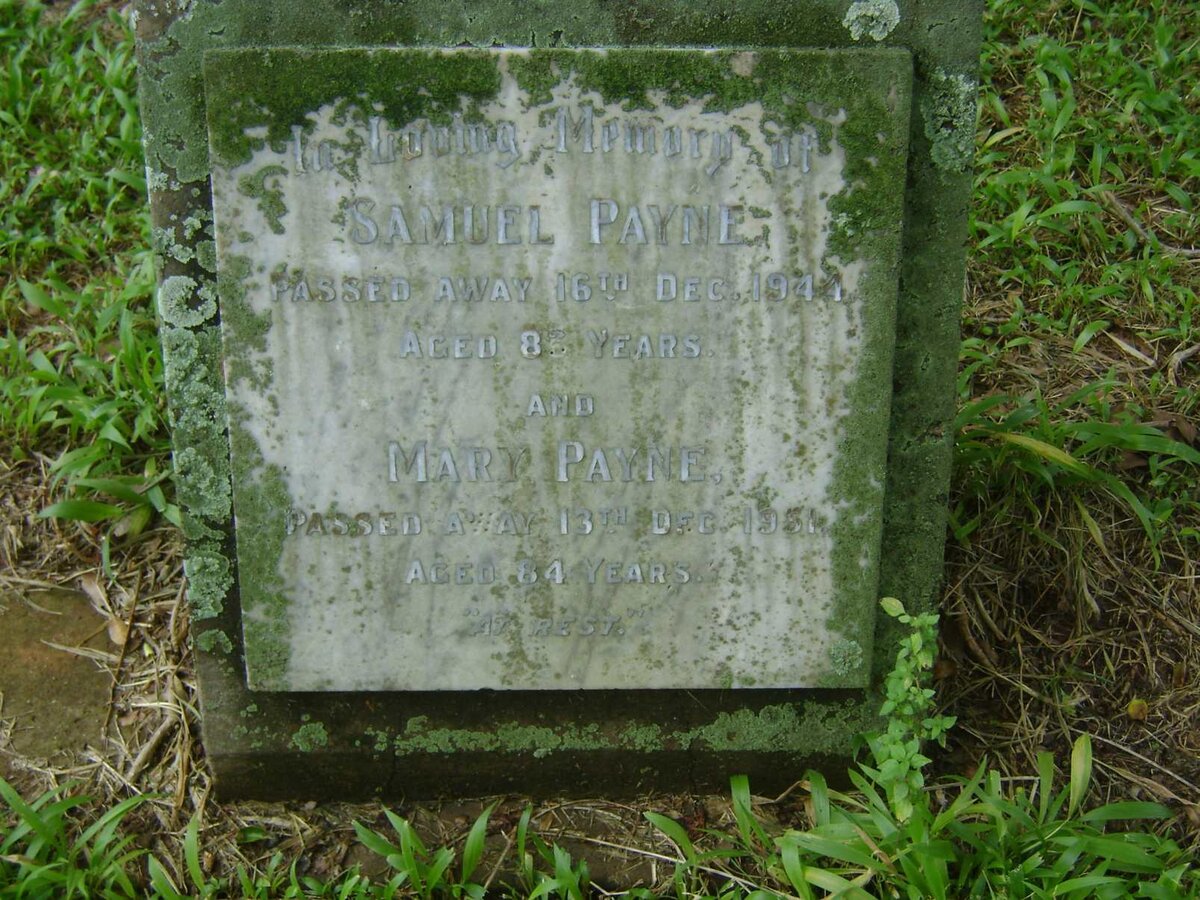 In Loving Memory of
SAMUEL PAYNE
PASSED AWAY 16TH DEC. 1944.
AGED YEARS.
AND
MARY PAYNE,
PASSED AWAY 13TH DEC. 1951.
AGED 84 YEARS.
"AT REST."